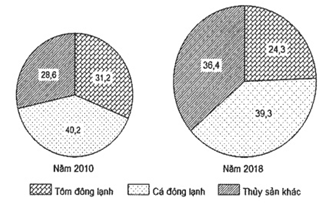 28,6
31,2
40,2
36,4
24,3
39,3
Năm 2010
Năm 2018
Tôm đông lạnh
Cá đông lạnh
Thủy sản khác